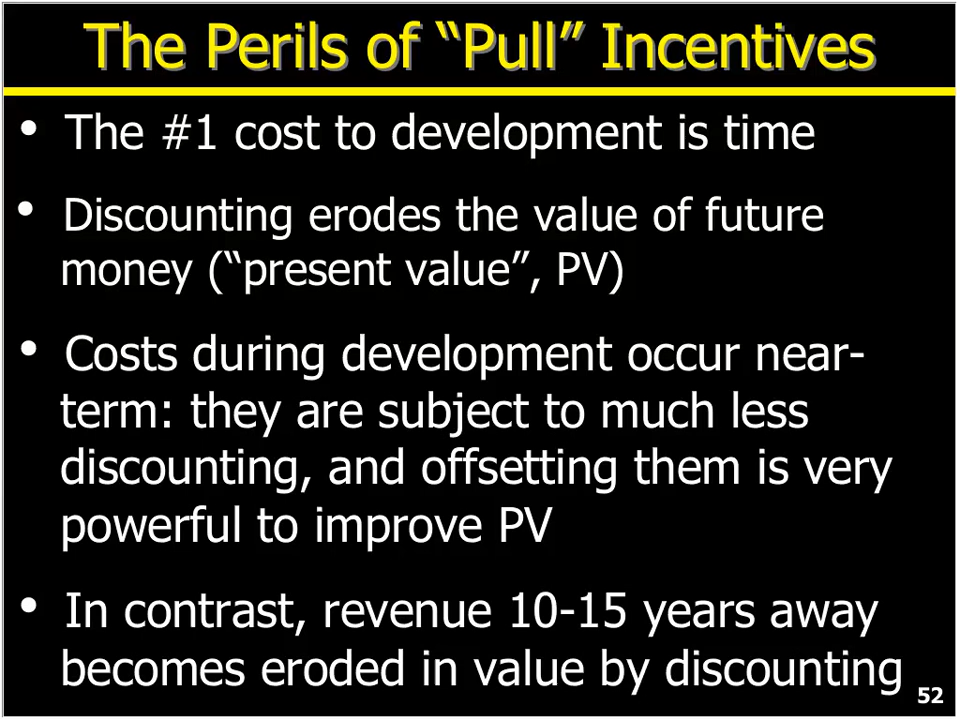 The Perils of “Pull” Incentives
• The #1 cost to development is time
• Discounting erodes the value of future
money (“present value”, PV)
• Costs during development occur near-
term: they are subject to much less
discounting, and offsetting them is very
powerful to improve PV
• In contrast, revenue 10-15 years away
becomes eroded in value by discounting
52